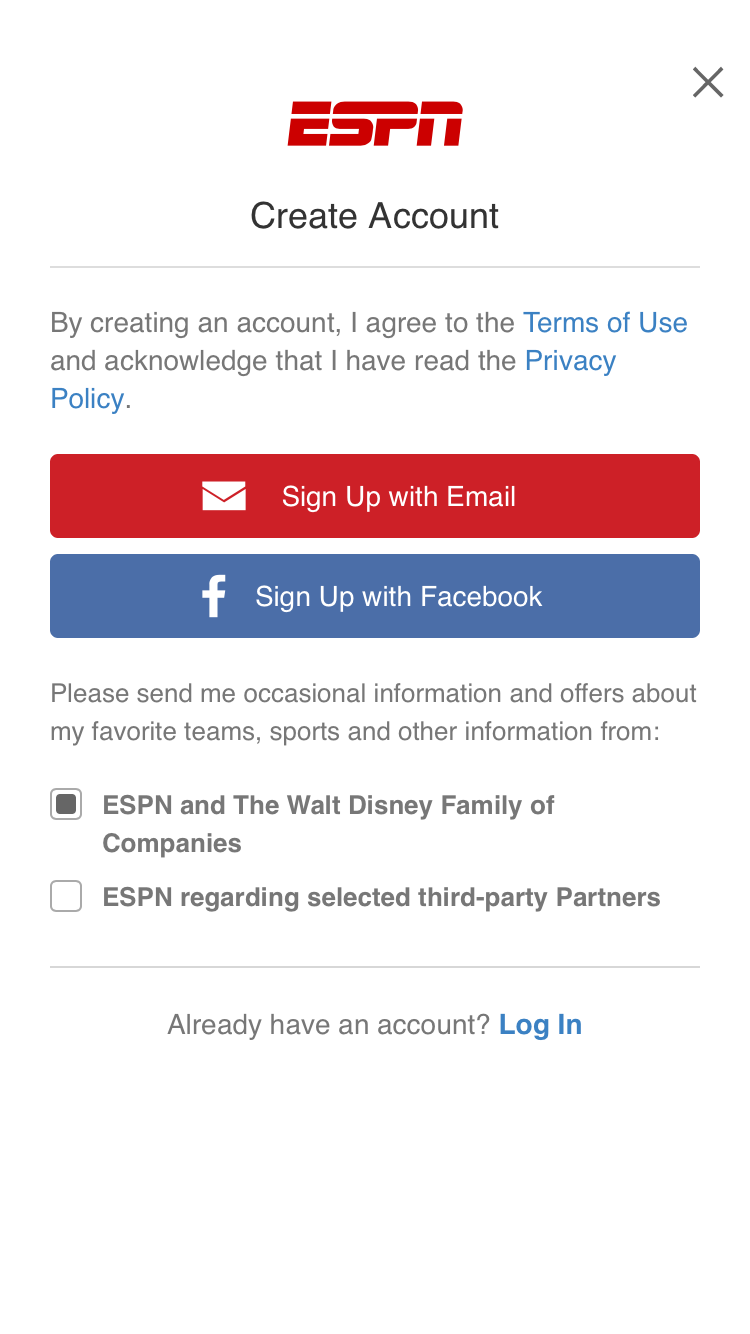 ESPN
Create Account
By creating an account, I agree to the Terms of Use
and acknowledge that I have read the Privacy
Policy.
Sign Up with Email
Sign Up with Facebook
Please send me occasional information and offers about
my favorite teams, sports and other information from:
ESPN and The Walt Disney Family of
Companies
ESPN regarding selected third-party Partners
Already have an account? Log In